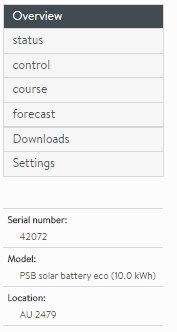 Overview
status
control
course
forecast
Downloads
Settings
Serial number:
42072
Model:
PSB solar battery eco (10.0 kWh)
Location:
AU 2479